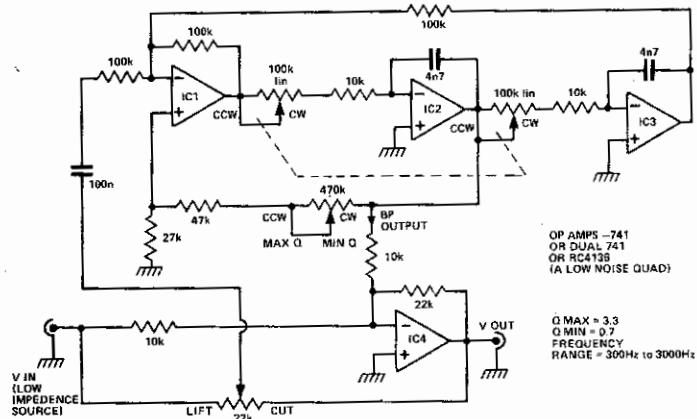 100k
100k
100k
100k
lin
10k
4n7
100k lin
10k
4n7
IC1
CCW
CW
IC2
CCW
CW
IC3
100n
47k
CCW
470k
CW
BP
OUTPUT
MAX Q
MIN Q
27k
10k
22k
OP AMPS –741
OR DUAL 741
OR RC4136
(A LOW NOISE QUAD)
10k
IC4
V OUT
Q MAX = 3.3
Q MIN = 0.7
FREQUENCY
RANGE = 300Hz to 3000Hz
V IN
(LOW
IMPEDENCE
SOURCE)
LIFT
CUT
22k